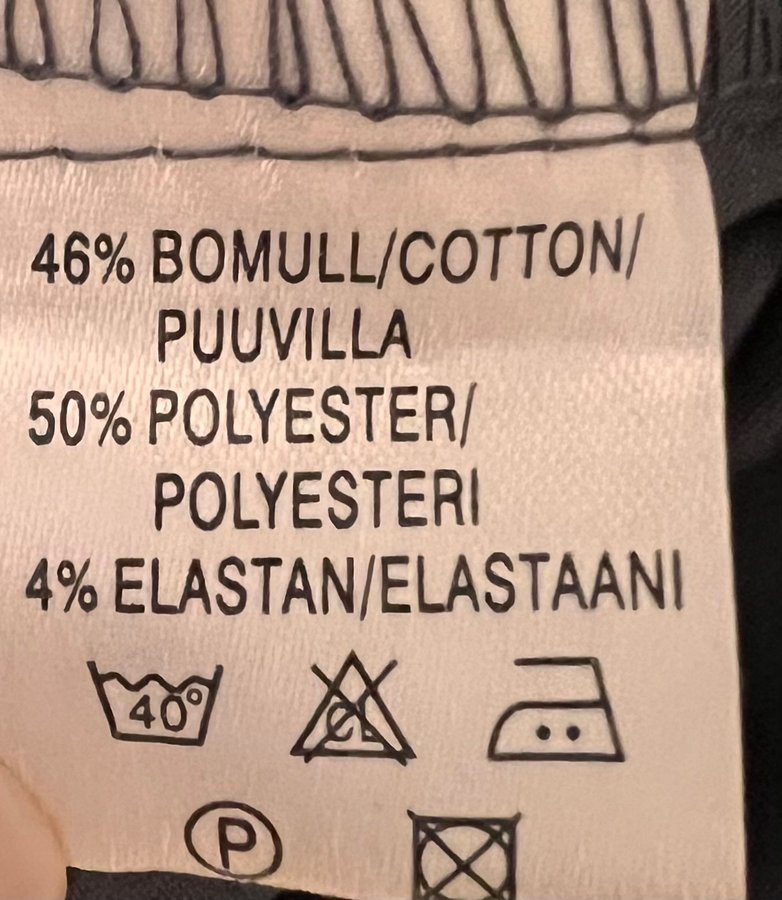 46% BOMULL/COTTON/
PUUVILLA
50% POLYESTER/
POLYESTERI
4% ELASTAN/ELASTAANI
40° CL
P